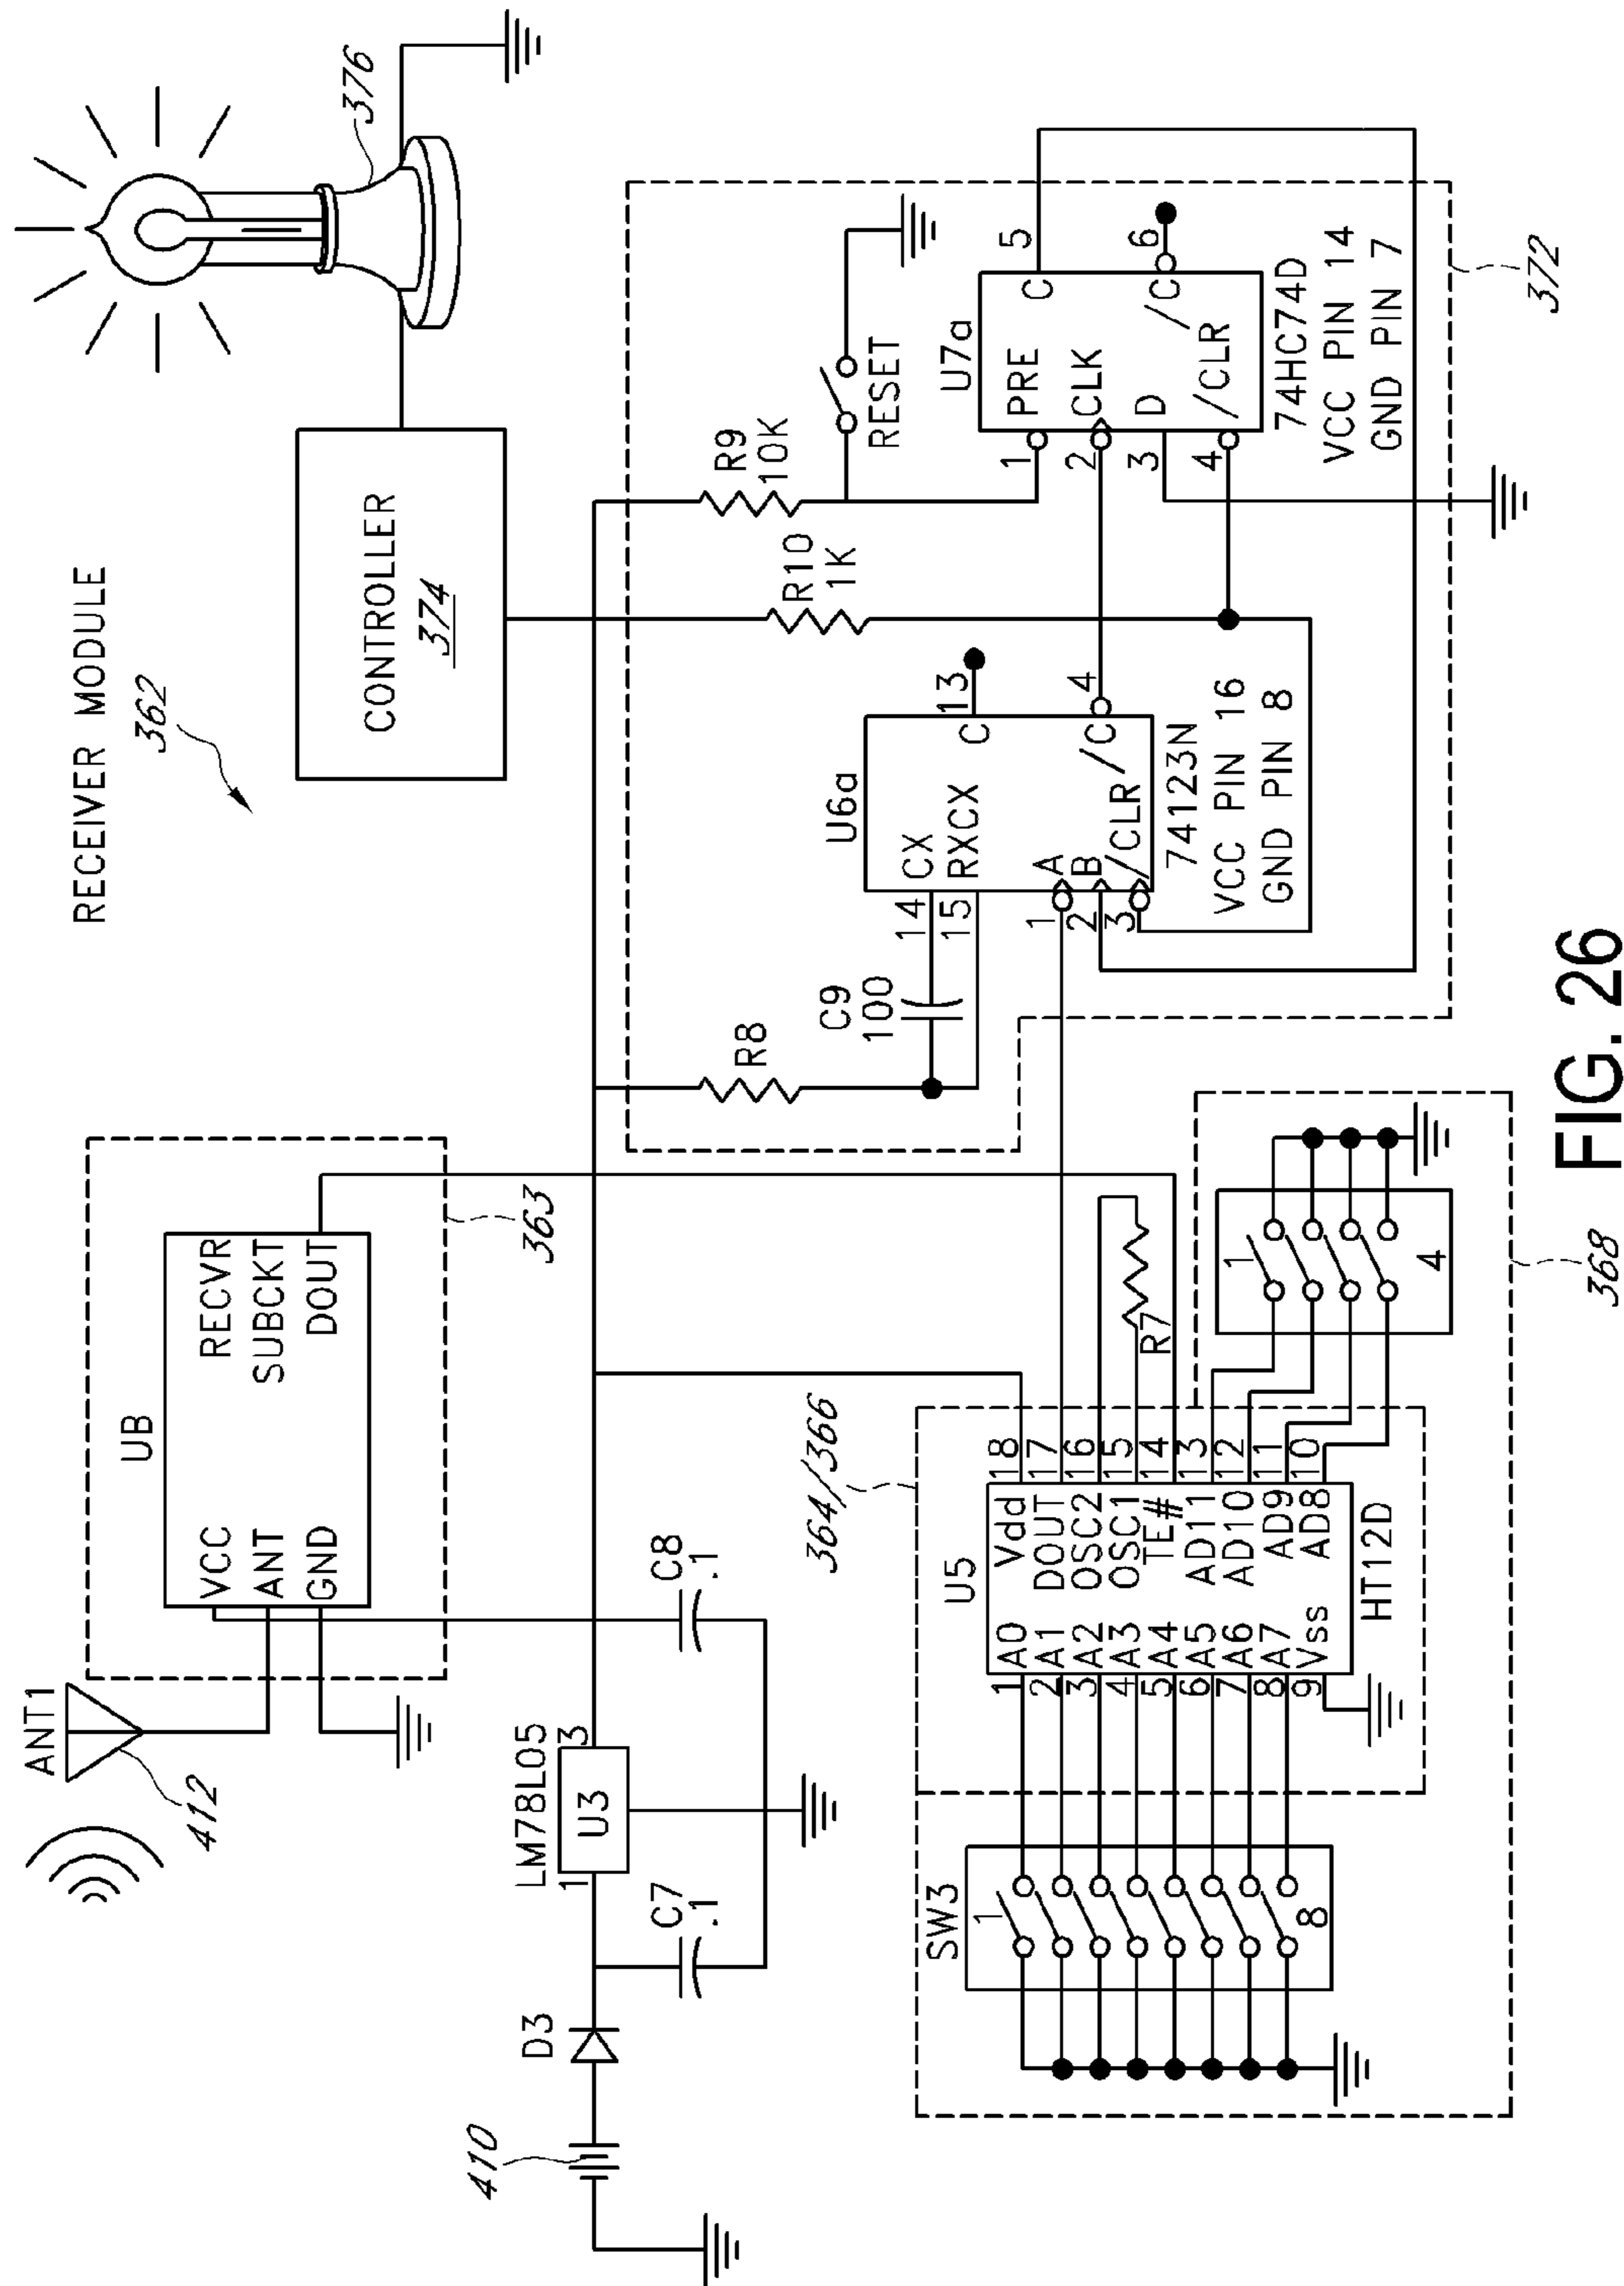 RECEIVER MODULE
362
ANT1
412
UB
VCC
ANT
GND
RECVR
SUBCKT
DOUT
363
CONTROLLER
374
376
410
D3
C7
.1
LM78L05
1
U3
3
C8
.1
R8
C9
100
14
15
1
2
3
U6a
CX
RXCX
A
B
/CLR
C
/C
13
4
74123N
VCC PIN 16
GND PIN 8
R10
1K
R9
10K
RESET
U7a
1
2
3
4
PRE
CLK
D
/CLR
C
/C
5
6
74HC74D
VCC PIN 14
GND PIN 7
372
364/366
SW3
1
8
U5
1 A0
2 A1
3 A2
4 A3
5 A4
6 A5
7 A6
8 A7
9 Vss
Vdd 18
DOUT 17
OSC2 16
OSC1 15
TE# 14
AD11 13
AD10 12
AD9 11
AD8 10
HT12D
R7
1
4
368
FIG. 26